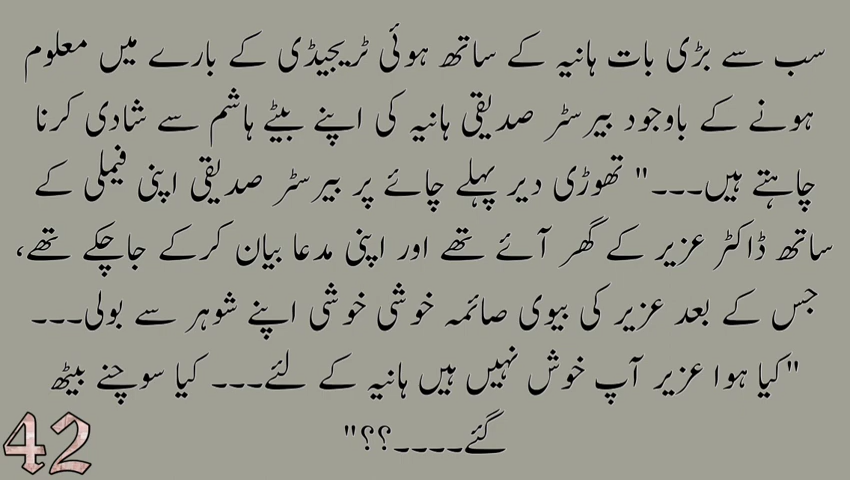 سب سے بڑی بات ہانیہ کے ساتھ ہوئی ٹریجیڈی کے بارے میں معلوم
ہونے کے باوجود بیرسٹر صدیقی ہانیہ کی اپنے بیٹے ہاشم سے شادی کرنا
چاہتے ہیں۔۔۔" تھوڑی دیر پہلے چائے پر بیرسٹر صدیقی اپنی فیملی کے
ساتھ ڈاکٹر عزیر کے گھر آئے تھے اور اپنی مدعا بیان کرکے جاچکے تھے،
جس کے بعد عزیر کی بیوی صائمہ خوشی خوشی اپنے شوہر سے بولی۔۔۔
"کیا ہوا عزیر آپ خوش نہیں ہیں ہانیہ کے لئے۔۔۔ کیا سوچنے بیٹھ
گئے۔۔۔۔؟؟"
42